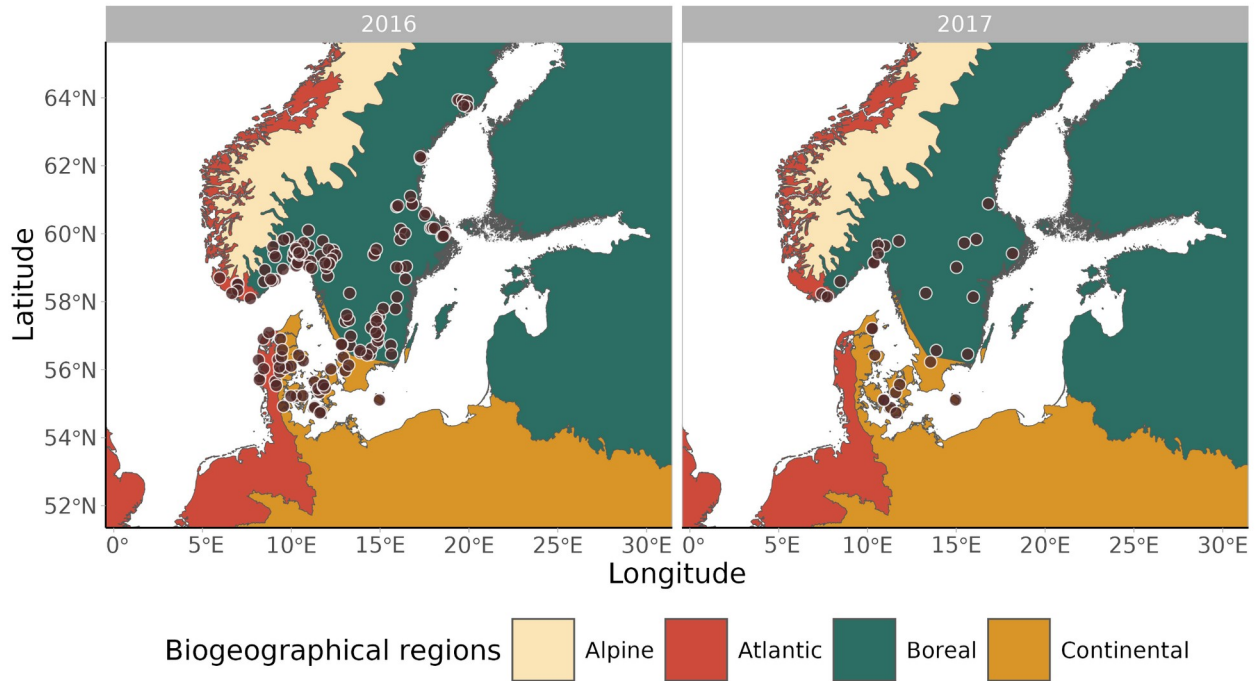 2016 2017
64°N
62°N
60°N
58°N
56°N
54°N
52°N
Latitude
0° 5°E 10°E 15°E 20°E 25°E 30°E 0° 5°E 10°E 15°E 20°E 25°E 30°E
Longitude
Biogeographical regions Alpine Atlantic Boreal Continental